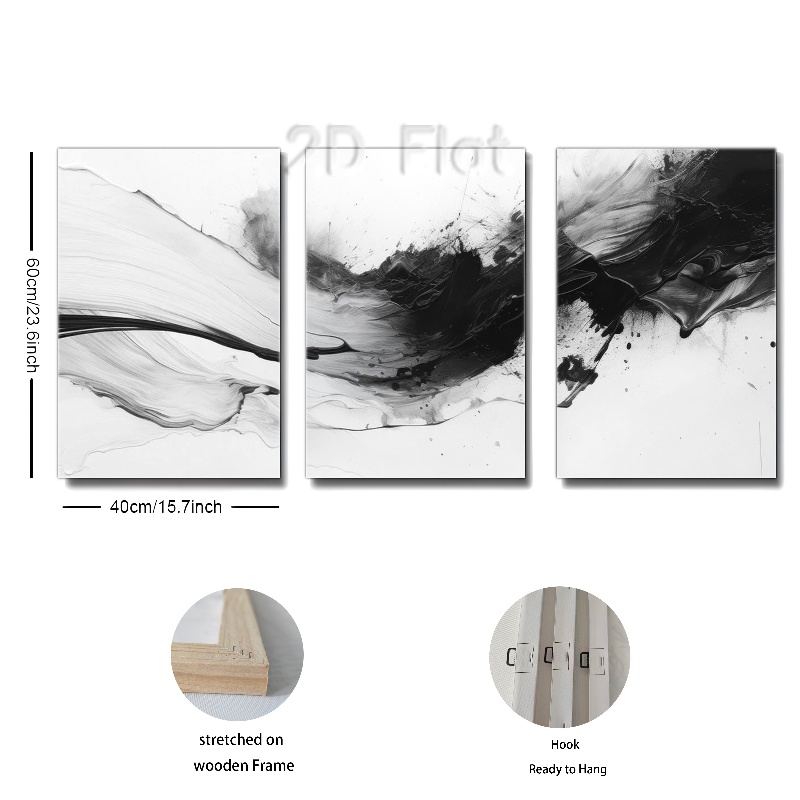 2D Flat
60cm/23.6inch
40cm/15.7inch
stretched on
wooden Frame
Hook
Ready to Hang